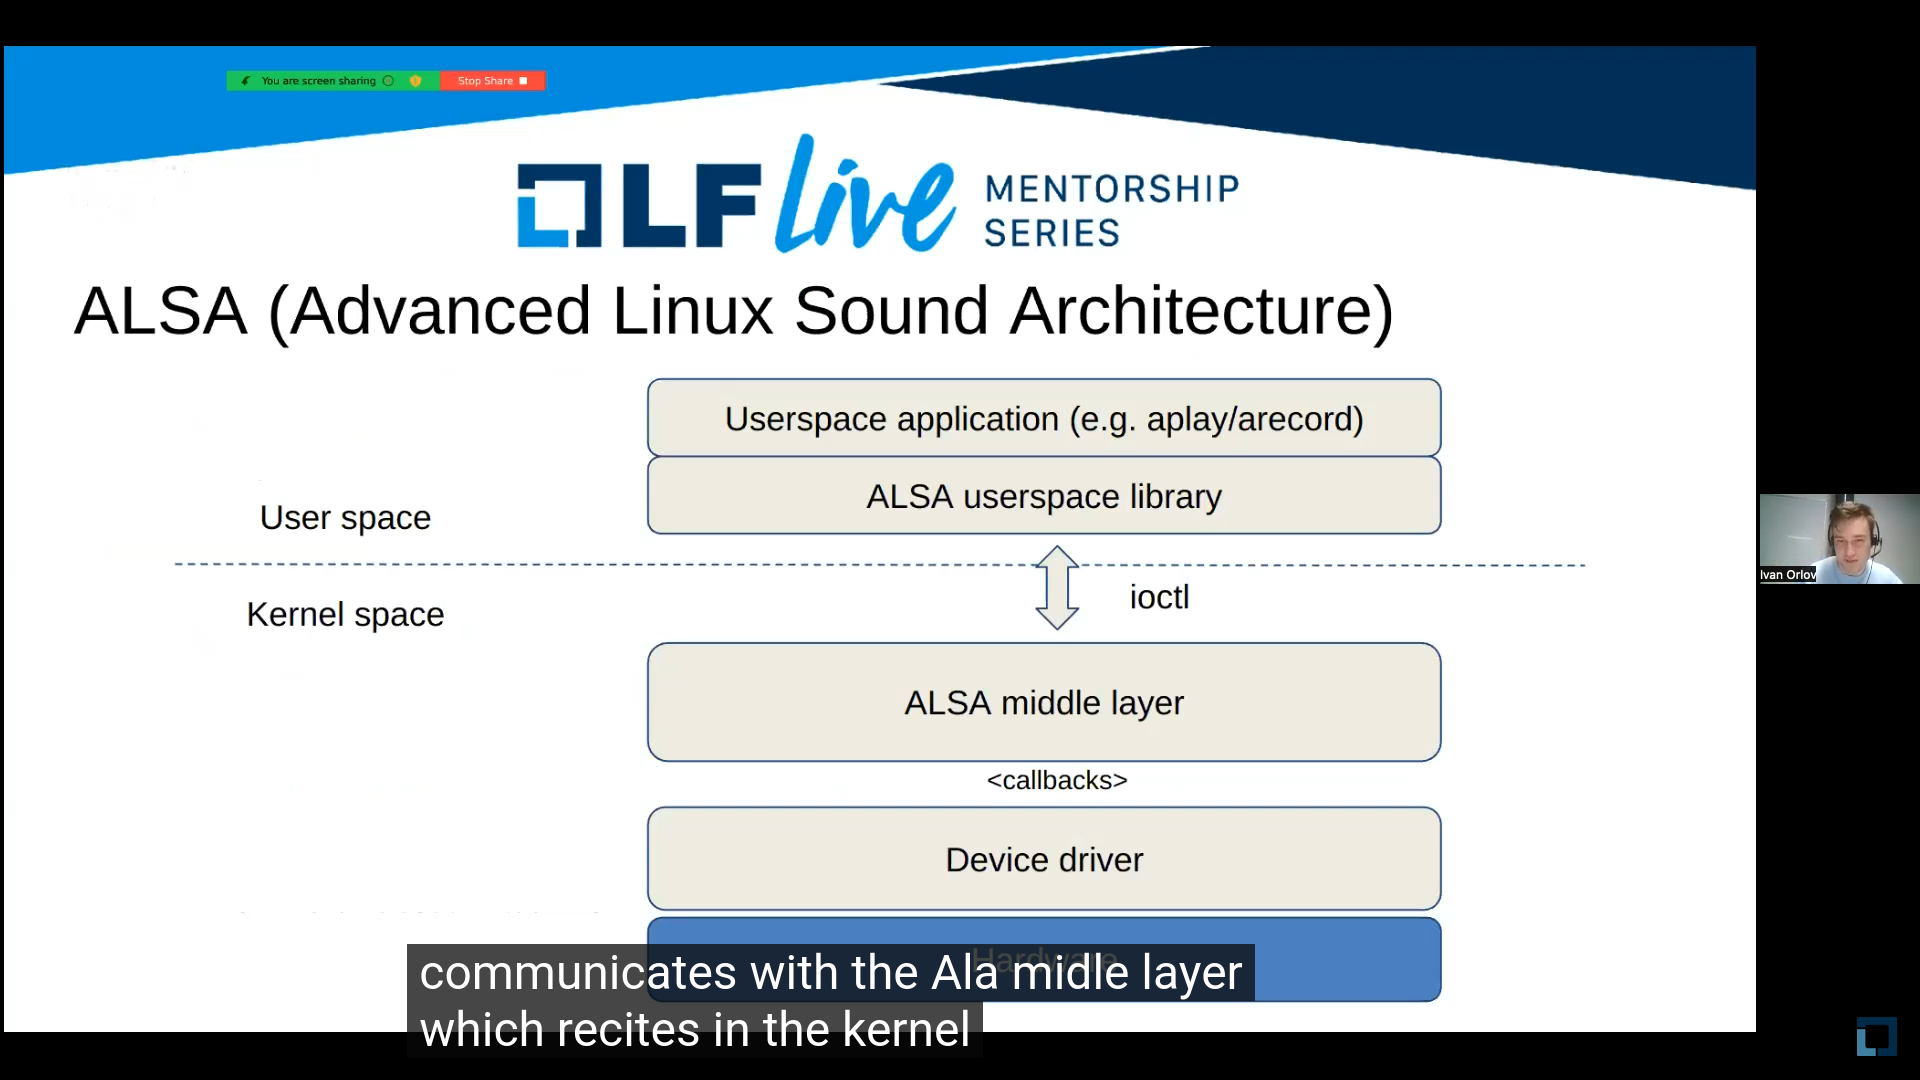 You are screen sharing
Stop Share
LF Live MENTORSHIP
SERIES
ALSA (Advanced Linux Sound Architecture)
Userspace application (e.g. aplay/arecord)
ALSA userspace library
User space
Kernel space
ioctl
ALSA middle layer
<callbacks>
Device driver
Hardware
communicates with the Ala midle layer
which recites in the kernel
Ivan Orlov